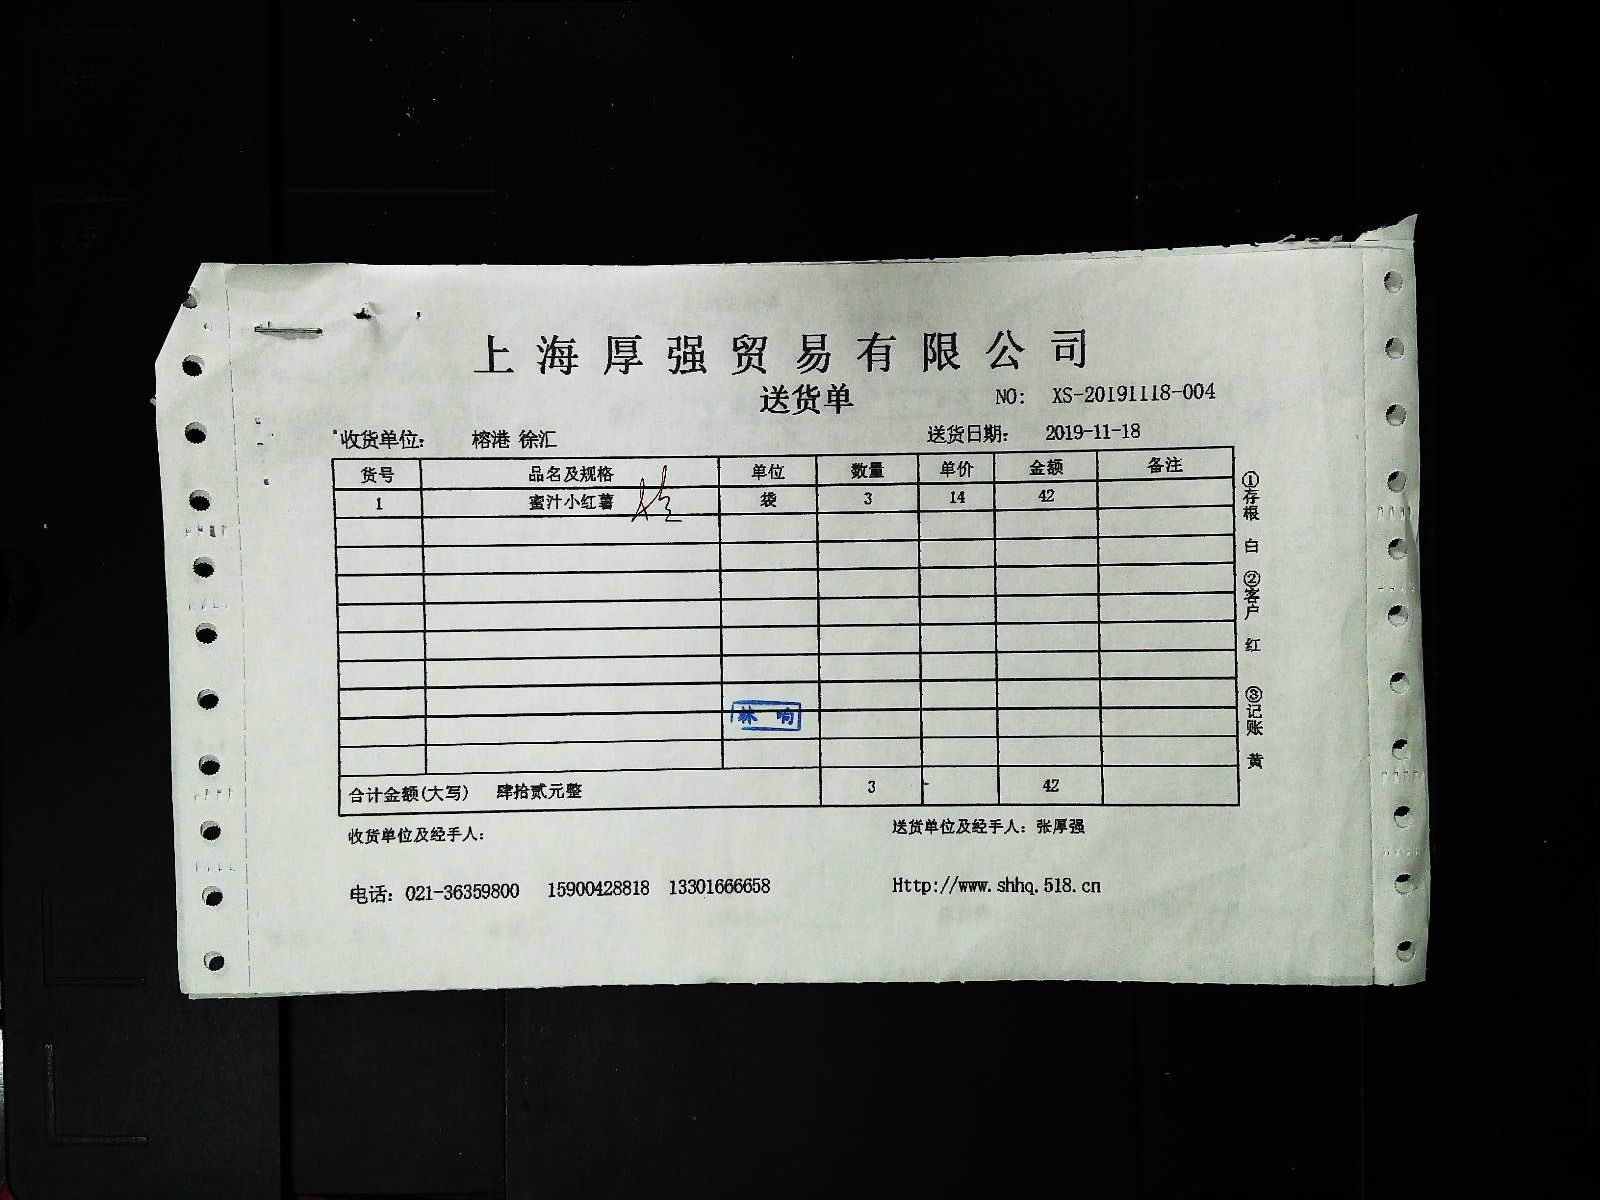 上海厚强贸易有限公司
送货单 NO: XS-20191118-004
收货单位: 榕港 徐汇 送货日期: 2019-11-18
货号 品名及规格 单位 数量 单价 金额 备注
1 蜜汁小红薯 袋 3 14 42
林 响
合计金额(大写) 肆拾贰元整 3 - 42
收货单位及经手人: 送货单位及经手人: 张厚强
电话: 021-36359800 15900428818 13301666658 Http://www.shhq.518.cn
①存根 白 ②客户 红 ③记账 黄